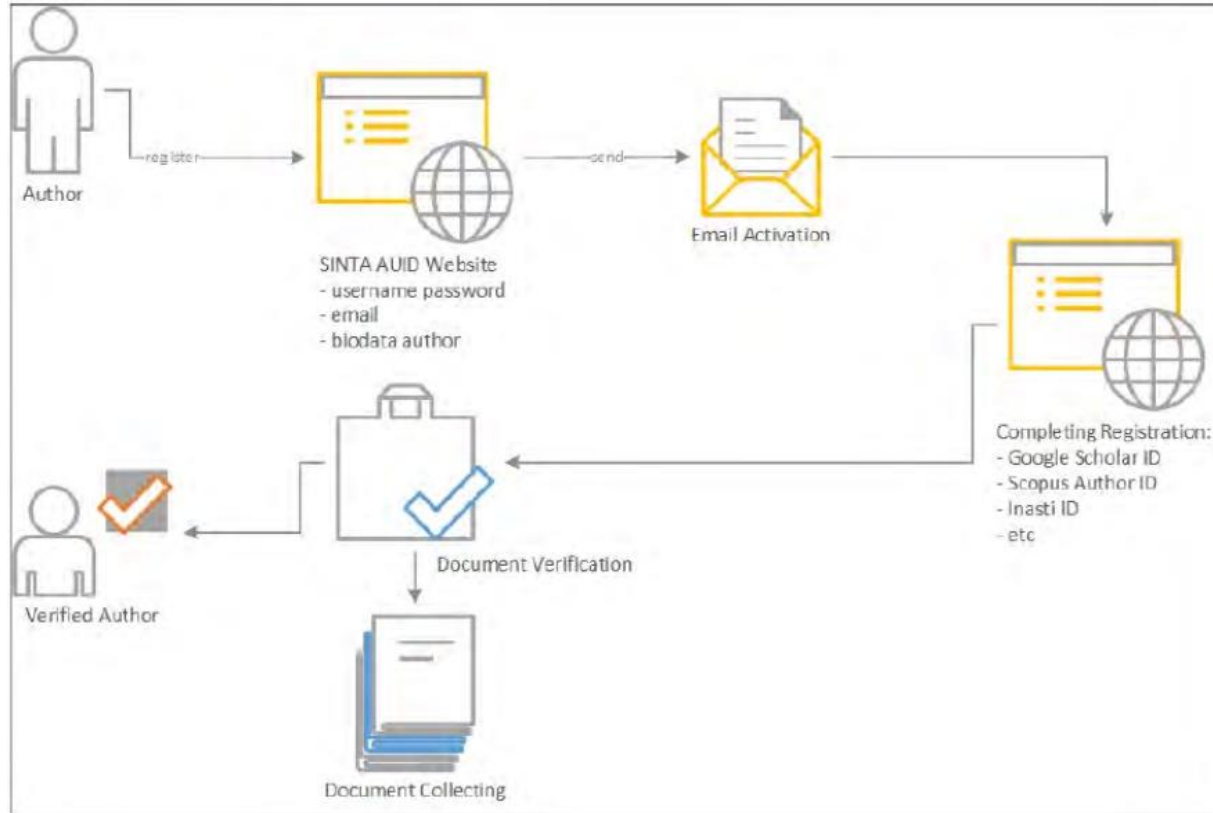 Author
register
SINTA AUID Website
- username password
- email
- biodata author
send
Email Activation
Completing Registration:
- Google Scholar ID
- Scopus Author ID
- Inasti ID
- etc
Document Verification
Verified Author
Document Collecting